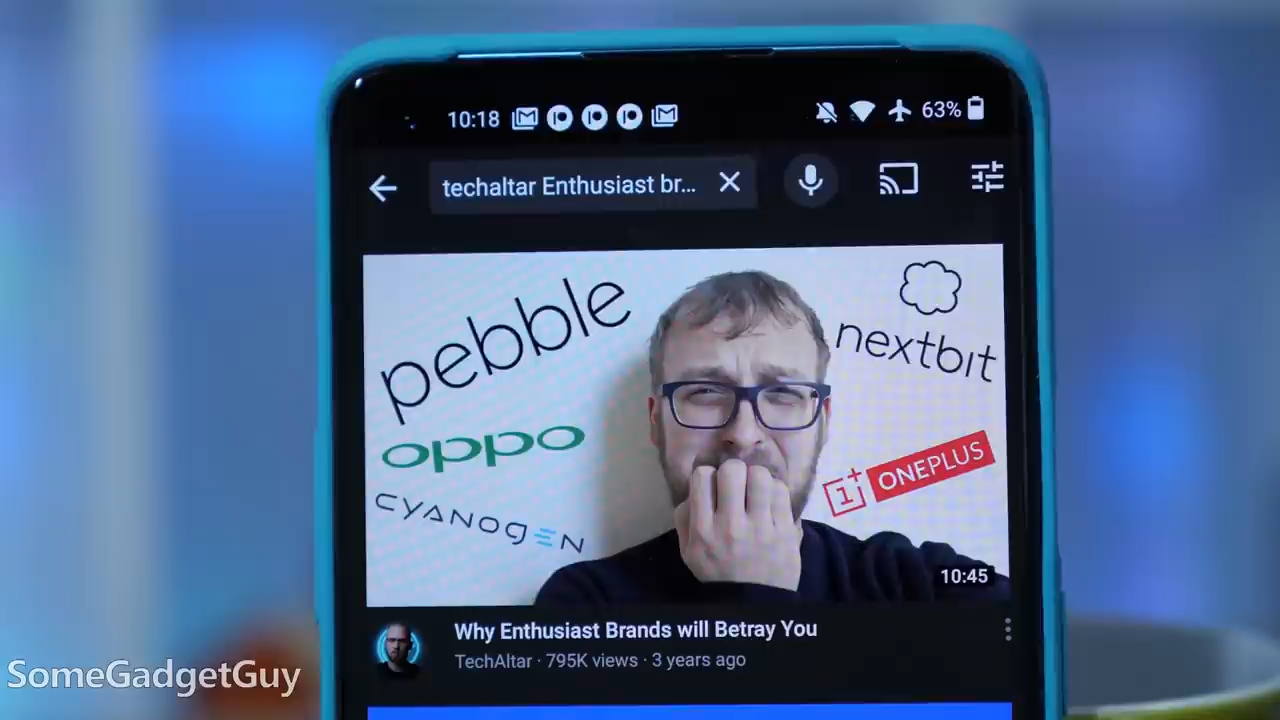 10:18
63%
techaltar Enthusiast br...
pebble
nextbit
oppo
1+ ONEPLUS
CYANOGEN
10:45
Why Enthusiast Brands will Betray You
TechAltar · 795K views · 3 years ago
SomeGadgetGuy